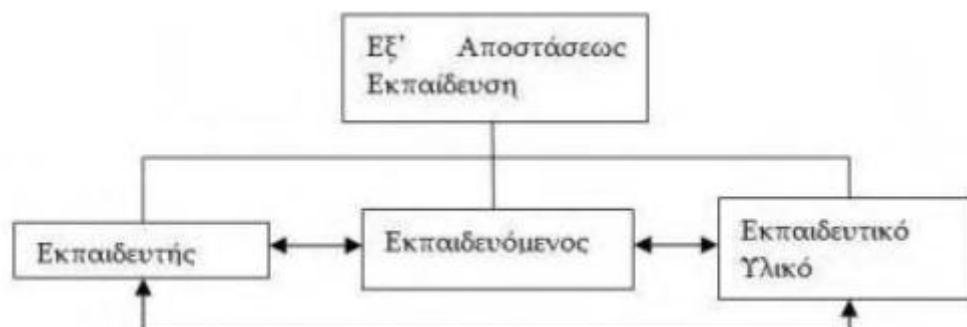 Εξ' Αποστάσεως
Εκπαίδευση
Εκπαιδευτής
Εκπαιδευόμενος
Εκπαιδευτικό
Υλικό